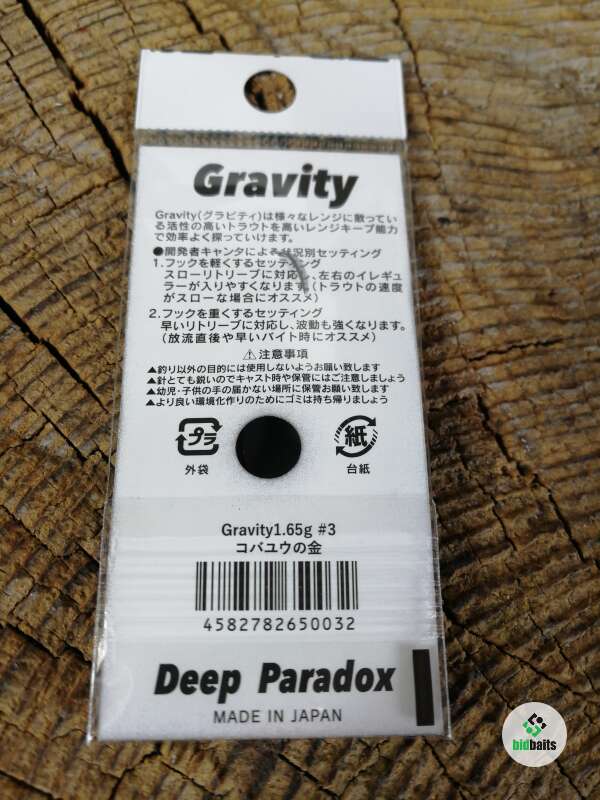 Gravity
Gravity(グラビティ)は様々なレンジに散ってい
る活性の高いトラウトを高いレンジキープ能力
で効率よく探っていけます。
●開発者キャンタによる状況別セッティング
1.フックを軽くするセッティング
スローリトリーブに対応し、左右のイレギュ
ラーが入りやすくなります。(トラウトの速度
がスローな場合にオススメ)
2.フックを重くするセッティング
早いリトリーブに対応し、波動も強くなります。
(放流直後や早いバイト時にオススメ)
⚠注意事項
▲釣り以外の目的には使用しないようお願い致します
▲針とても鋭いのでキャスト時や保管にはご注意しましょう
▲幼児・子供の手の届かない場所に保管お願い致します
▲より良い環境化作りのためにゴミは持ち帰りましょう
プラ
紙
外袋
台紙
Gravity1.65g #3
コバユウの金
4582782650032
Deep Paradox
MADE IN JAPAN
bidbaits